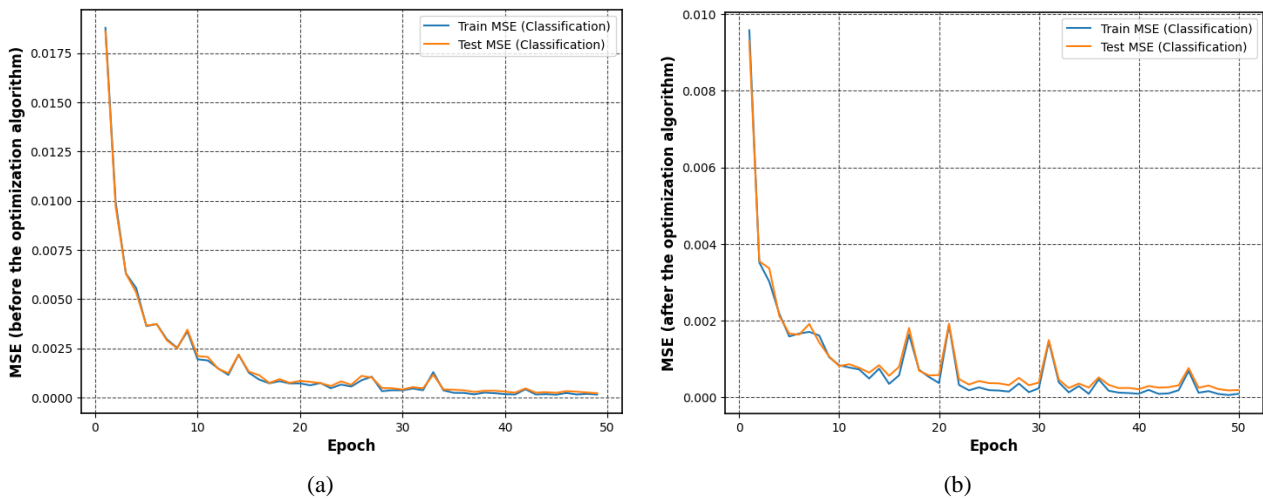 MSE (before the optimization algorithm)
0.0175
0.0150
0.0125
0.0100
0.0075
0.0050
0.0025
0.0000
Train MSE (Classification)
Test MSE (Classification)
0 10 20 30 40 50
Epoch
(a)
MSE (after the optimization algorithm)
0.010
0.008
0.006
0.004
0.002
0.000
Train MSE (Classification)
Test MSE (Classification)
0 10 20 30 40 50
Epoch
(b)